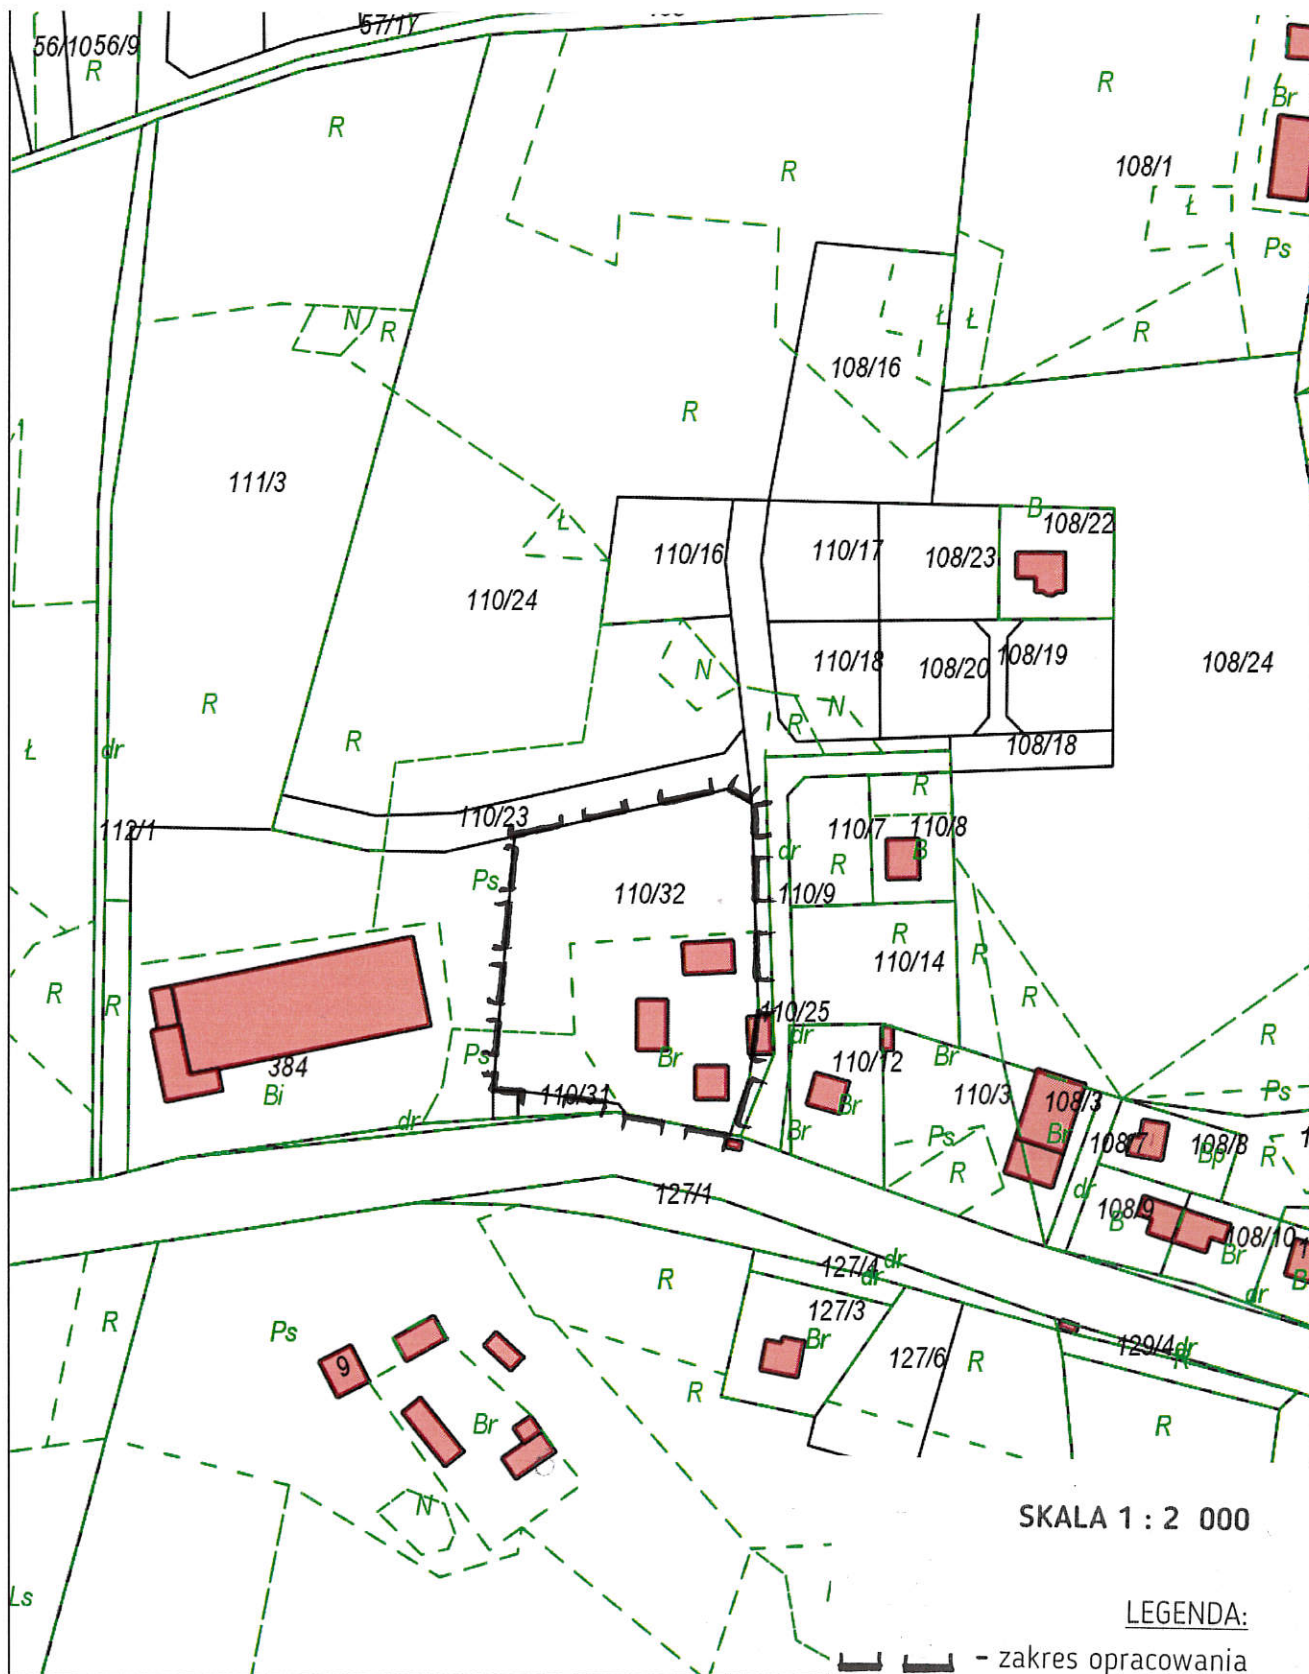 57/1Y
56/10 56/9
R
R
R
Br
R
108/1
Ł
Ps
N
R
Ł
Ł
R
108/16
R
111/3
B
108/22
Ł
110/16
110/17
108/23
110/24
110/18
108/20
108/19
108/24
N
R
N
R
R
Ł
dr
108/18
R
110/23
112/1
110/7
110/8
dr
R
B
Ps
110/32
110/9
R
110/14
R
R
R
R
110/25
dr
R
Ps
Br
110/12
Br
384
Bi
110/31
Br
110/3
108/3
Ps
dr
Br
Ps
R
Br
108/7
Br
108/8
R
127/1
dr
108/9
B
108/10
Br
127/4
dr
dr
R
127/3
dr
R
Ps
Br
127/6
R
129/4
dr
9
R
Br
R
N
SKALA 1 : 2 000
Ls
LEGENDA:
- zakres opracowania